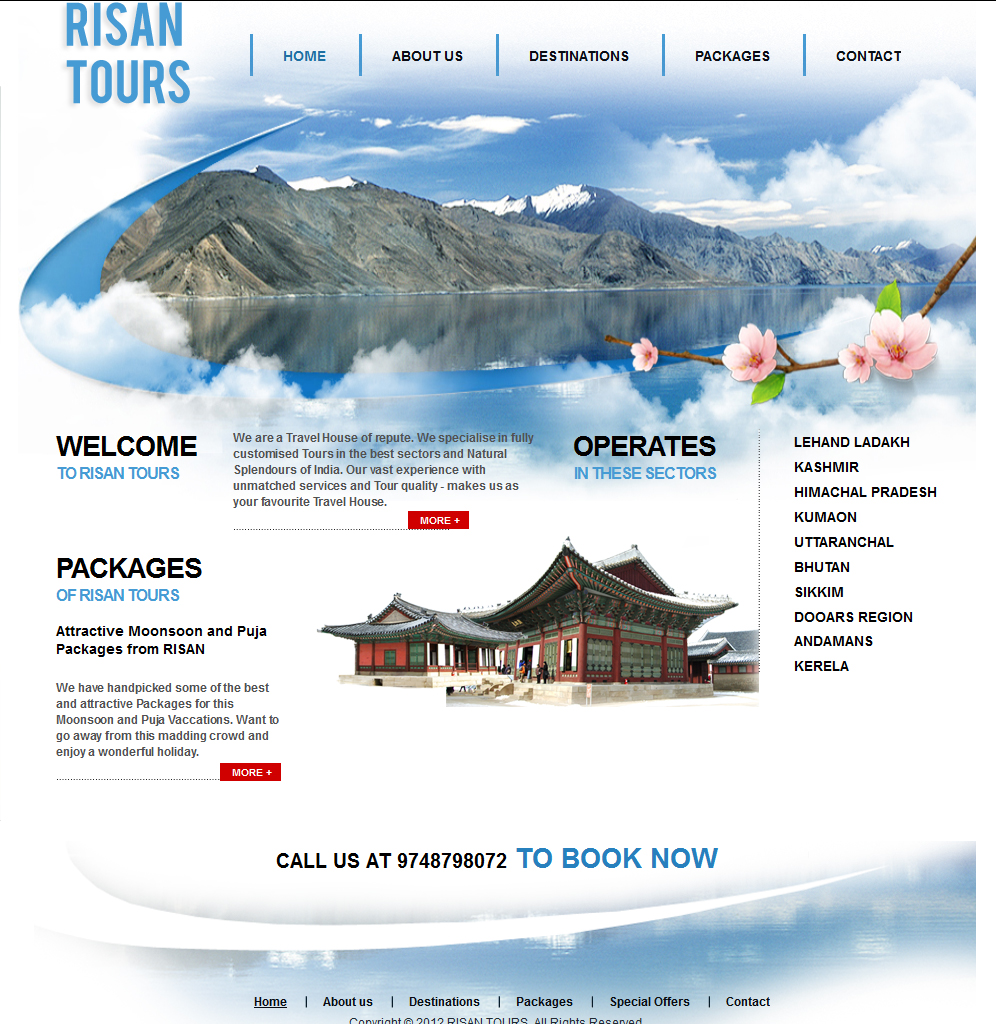 RISAN
TOURS
HOME
ABOUT US
DESTINATIONS
PACKAGES
CONTACT
WELCOME
TO RISAN TOURS
We are a Travel House of repute. We specialise in fully
customised Tours in the best sectors and Natural
Splendours of India. Our vast experience with
unmatched services and Tour quality - makes us as
your favourite Travel House.
MORE +
OPERATES
IN THESE SECTORS
LEHAND LADAKH
KASHMIR
HIMACHAL PRADESH
KUMAON
UTTARANCHAL
BHUTAN
SIKKIM
DOOARS REGION
ANDAMANS
KERELA
PACKAGES
OF RISAN TOURS
Attractive Moonsoon and Puja
Packages from RISAN
We have handpicked some of the best
and attractive Packages for this
Moonsoon and Puja Vaccations. Want to
go away from this madding crowd and
enjoy a wonderful holiday.
MORE +
CALL US AT 9748798072 TO BOOK NOW
Home | About us | Destinations | Packages | Special Offers | Contact
Copyright © 2012 RISAN TOURS. All Rights Reserved